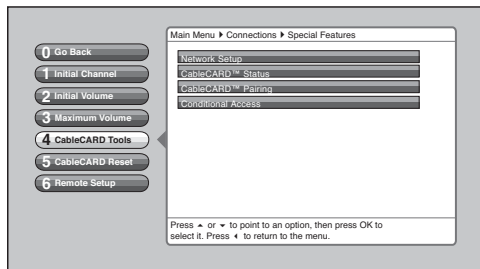 Main Menu ▶ Connections ▶ Special Features
0 Go Back
1 Initial Channel
2 Initial Volume
3 Maximum Volume
4 CableCARD Tools
5 CableCARD Reset
6 Remote Setup
Network Setup
CableCARD™ Status
CableCARD™ Pairing
Conditional Access
Press ▲ or ▼ to point to an option, then press OK to
select it. Press ◀ to return to the menu.